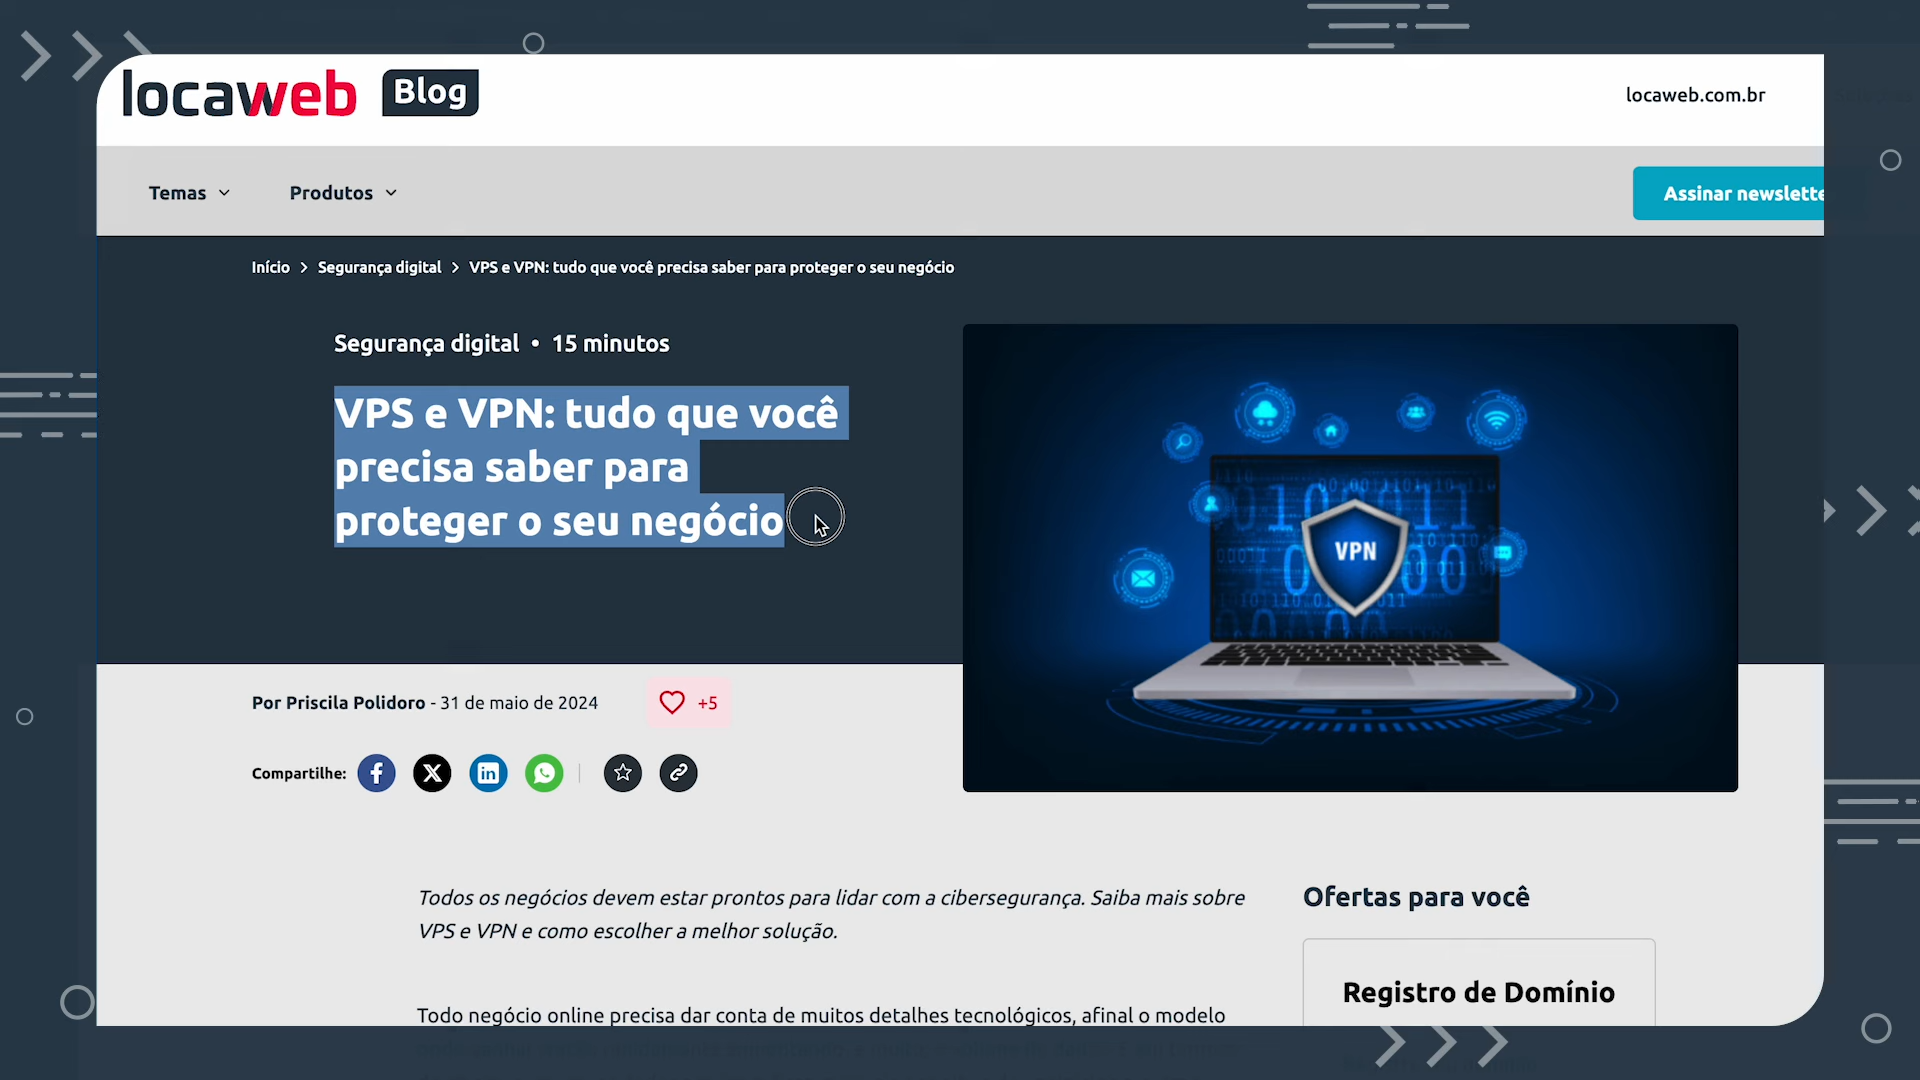 locaweb Blog
locaweb.com.br
Temas
Produtos
Assinar newslette
Início > Segurança digital > VPS e VPN: tudo que você precisa saber para proteger o seu negócio
Segurança digital • 15 minutos
VPS e VPN: tudo que você
precisa saber para
proteger o seu negócio
VPN
Por Priscila Polidoro - 31 de maio de 2024
+5
Compartilhe:
Todos os negócios devem estar prontos para lidar com a cibersegurança. Saiba mais sobre
VPS e VPN e como escolher a melhor solução.
Ofertas para você
Registro de Domínio
Todo negócio online precisa dar conta de muitos detalhes tecnológicos, afinal o modelo